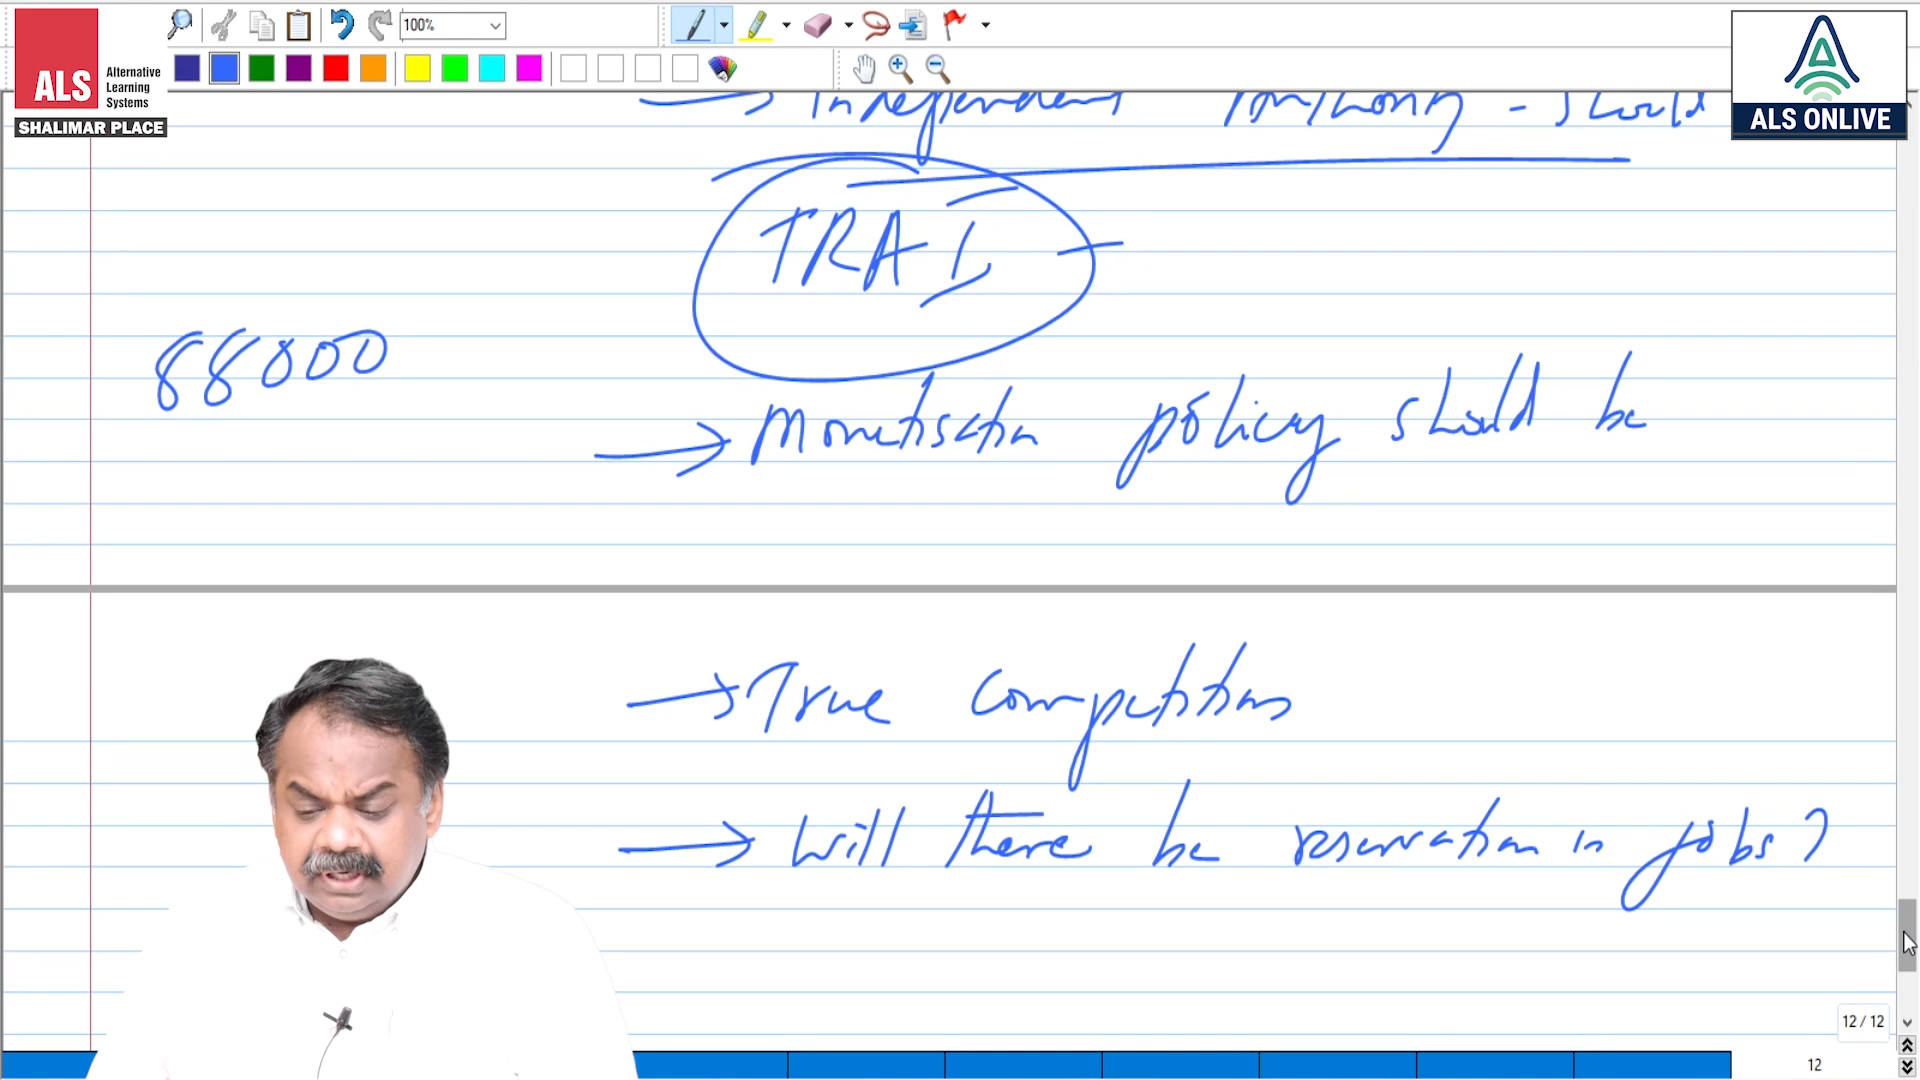 100%
ALS
Alternative
Learning
Systems
SHALIMAR PLACE
ALS ONLIVE
→ Independent - should
TRAI -
88000
→ Monetisation policy should be
→ True competition
→ Will there be reservation in jobs?
12 / 12
12